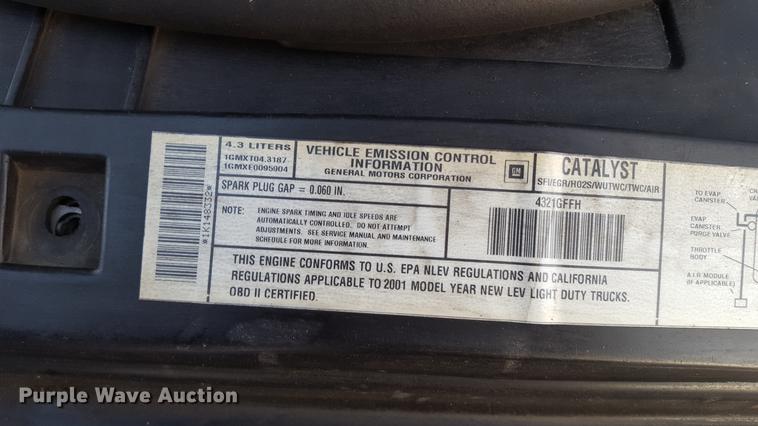 4.3 LITERS
1GMXT04.3187
1GMXE0095904
VEHICLE EMISSION CONTROL
INFORMATION
GENERAL MOTORS CORPORATION
GM
CATALYST
SFI/EGR/HO2S/WUTWC/TWC/AIR
SPARK PLUG GAP = 0.060 IN.
4321GFFH
NOTE: ENGINE SPARK TIMING AND IDLE SPEEDS ARE
AUTOMATICALLY CONTROLLED. DO NOT ATTEMPT
ADJUSTMENTS. SEE SERVICE MANUAL AND MAINTENANCE
SCHEDULE FOR MORE INFORMATION.
THIS ENGINE CONFORMS TO U.S. EPA NLEV REGULATIONS AND CALIFORNIA
REGULATIONS APPLICABLE TO 2001 MODEL YEAR NEW LEV LIGHT DUTY TRUCKS.
OBD II CERTIFIED.
*1K148332*
TO EVAP
CANISTER
EVAP
CANISTER
PURGE VALVE
THROTTLE
BODY
A.I.R MODULE
(IF APPLICABLE)
Purple Wave Auction